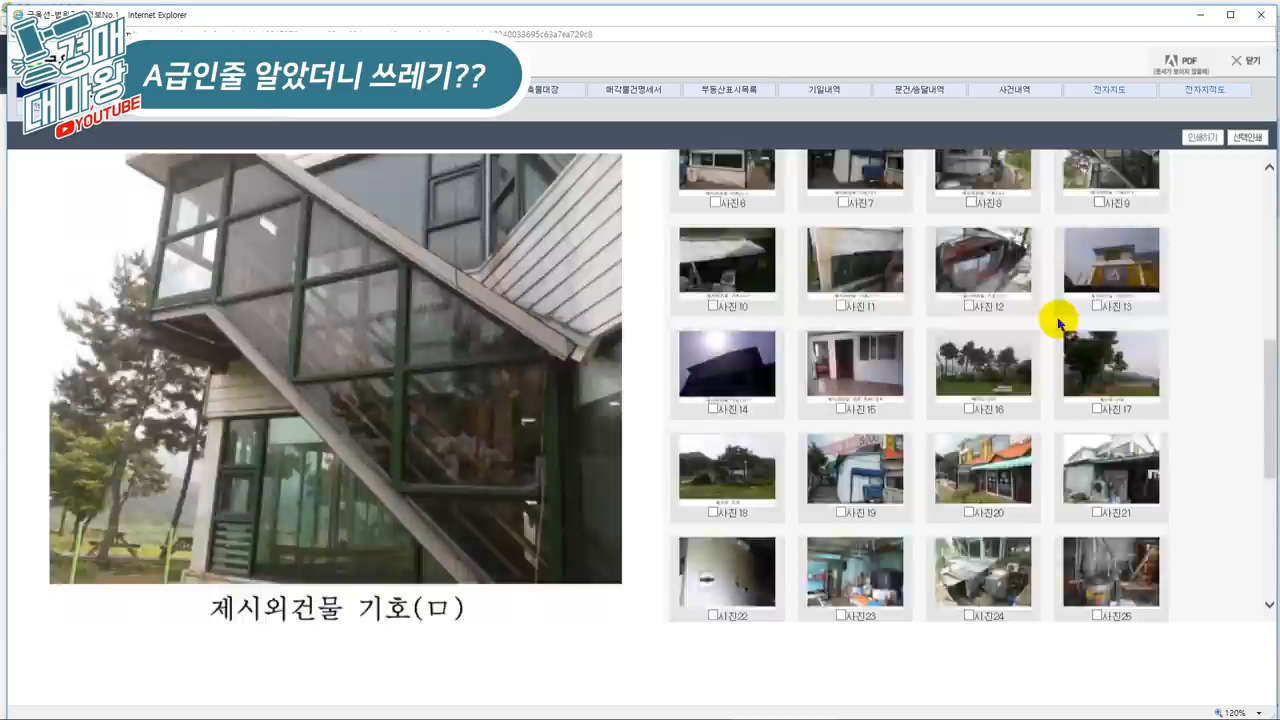 Internet Explorer
경매
대마왕
YOUTUBE
A급인줄 알았더니 쓰레기??
PDF
닫기
매각물건명세서
부동산표시목록
기일내역
문건/송달내역
사건내역
전자지도
전자지적도
인쇄하기
선택인쇄
사진6
사진7
사진8
사진9
사진10
사진11
사진12
사진13
사진14
사진15
사진16
사진17
사진18
사진19
사진20
사진21
사진22
사진23
사진24
사진25
제시외건물 기호(ㅁ)
120%